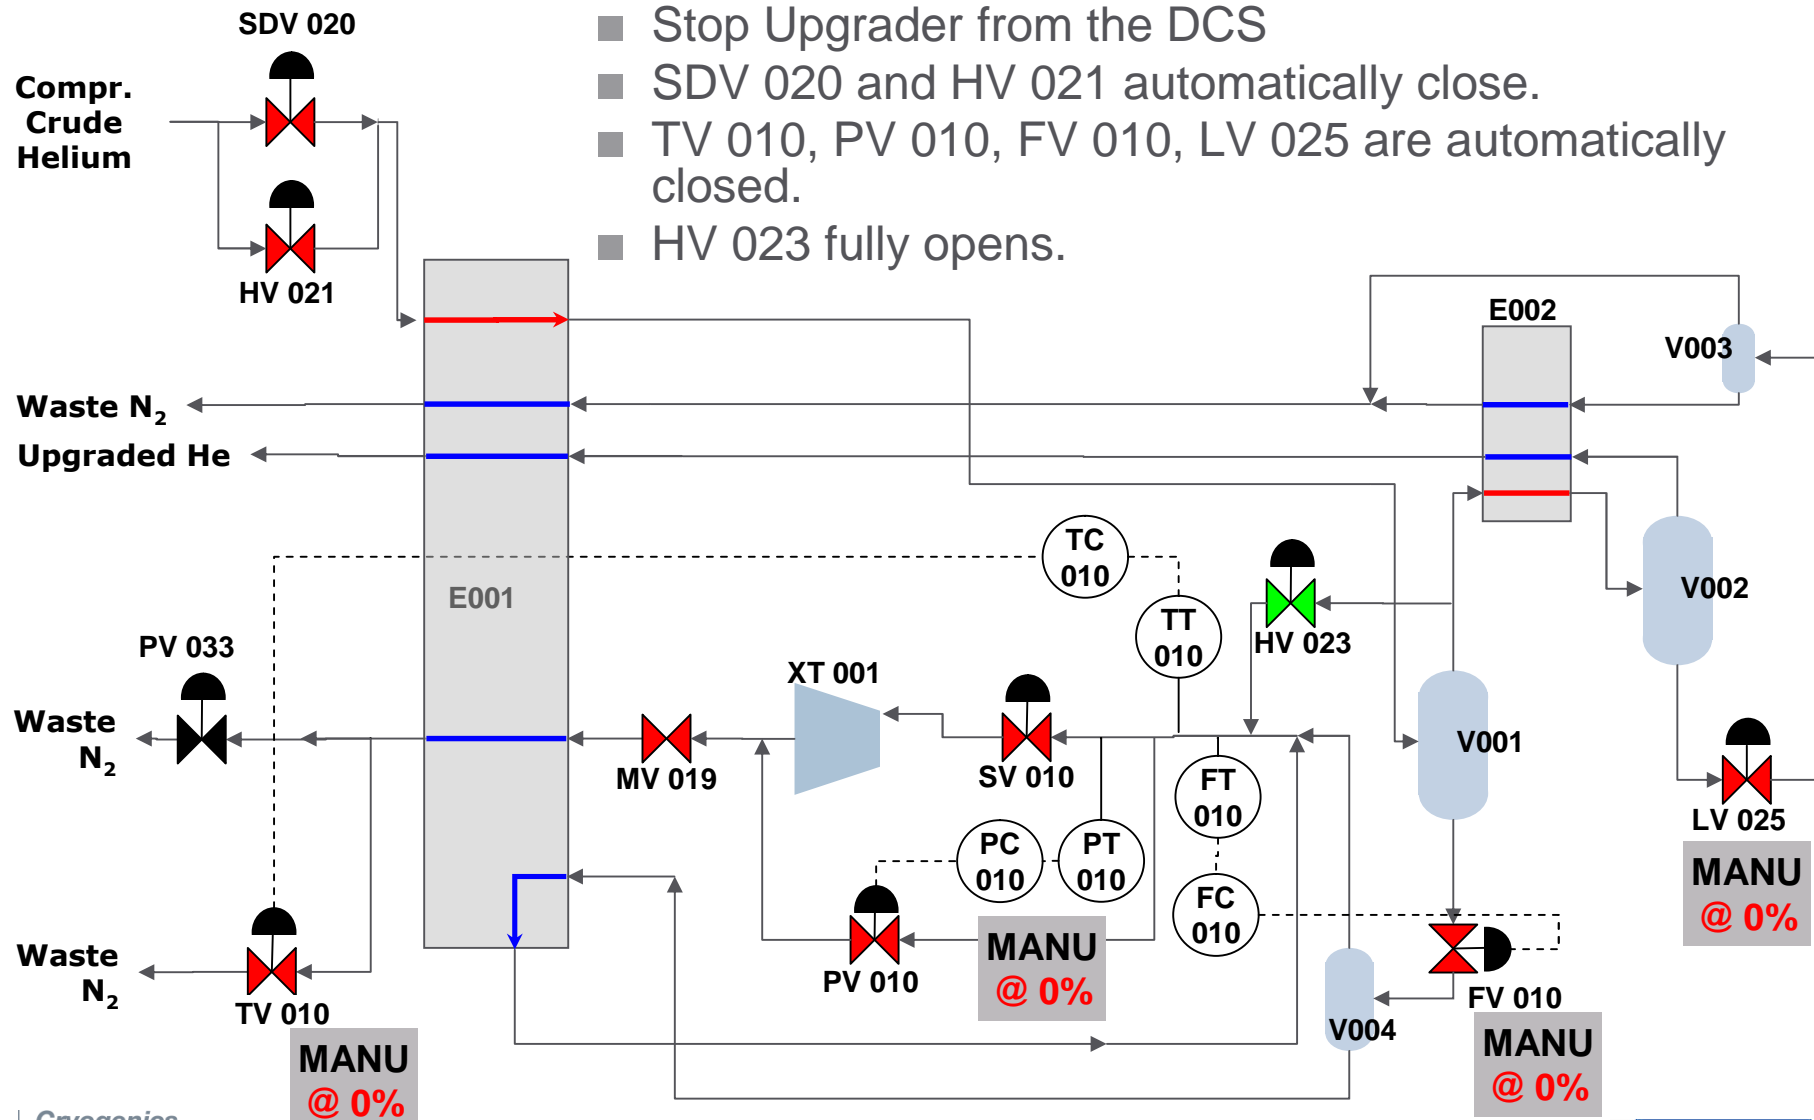 SDV 020
Stop Upgrader from the DCS
SDV 020 and HV 021 automatically close.
TV 010, PV 010, FV 010, LV 025 are automatically
closed.
HV 023 fully opens.
Compr.
Crude
Helium
HV 021
E002
V003
Waste N₂
Upgraded He
TC
010
E001
TT
010
HV 023
V002
PV 033
XT 001
Waste
N₂
MV 019
SV 010
FT
010
V001
LV 025
MANU
@ 0%
PC
010
PT
010
FC
010
PV 010
MANU
@ 0%
Waste
N₂
TV 010
MANU
@ 0%
V004
FV 010
MANU
@ 0%
Cryogenics